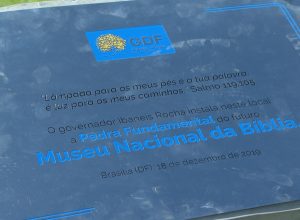 GDF
"Lâmpada para os meus pés é a tua palavra,
e luz para os meus caminhos" Salmo 119,105
O governador Ibaneis Rocha instala neste local
a Pedra Fundamental do futuro
Museu Nacional da Bíblia
Brasília (DF), 18 de dezembro de 2019